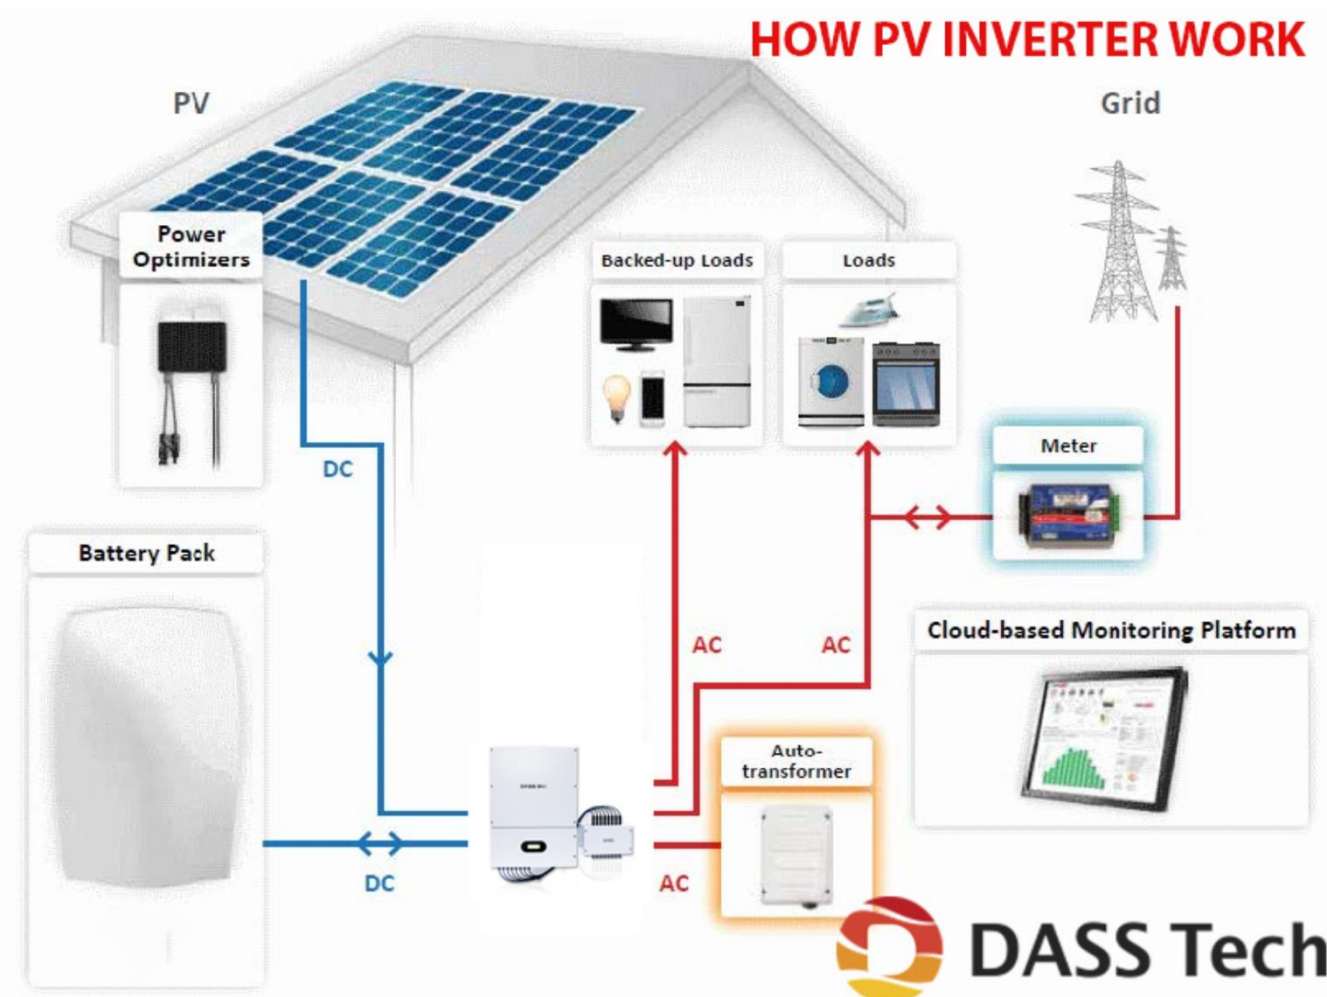 HOW PV INVERTER WORK
PV
Grid
Power
Optimizers
Backed-up Loads
Loads
Meter
DC
Battery Pack
Cloud-based Monitoring Platform
AC
AC
Auto-
transformer
DC
AC
DASS Tech